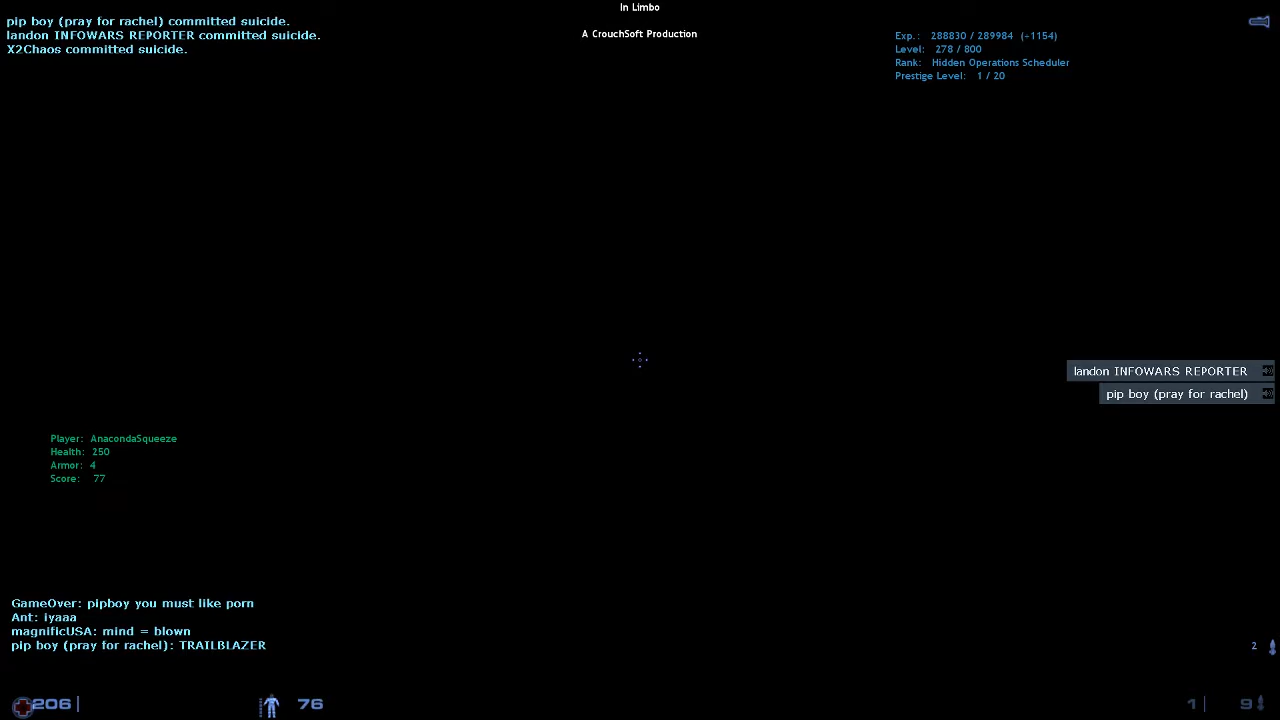 In Limbo
A CrouchSoft Production
pip boy (pray for rachel) committed suicide.
landon INFOWARS REPORTER committed suicide.
X2Chaos committed suicide.
Exp.: 288830 / 289984 (+1154)
Level: 278 / 800
Rank: Hidden Operations Scheduler
Prestige Level: 1 / 20
landon INFOWARS REPORTER
pip boy (pray for rachel)
Player: AnacondaSqueeze
Health: 250
Armor: 4
Score: 77
GameOver: pipboy you must like porn
Ant: iyaaa
magnificUSA: mind = blown
pip boy (pray for rachel): TRAILBLAZER
2
206 | 76 1 | 9